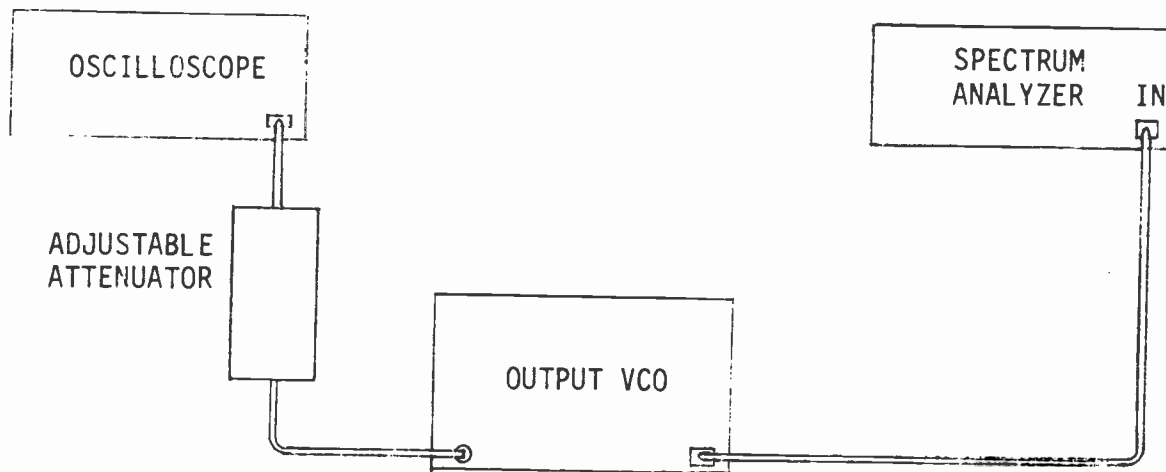 OSCILLOSCOPE
SPECTRUM
ANALYZER IN
ADJUSTABLE
ATTENUATOR
OUTPUT VCO